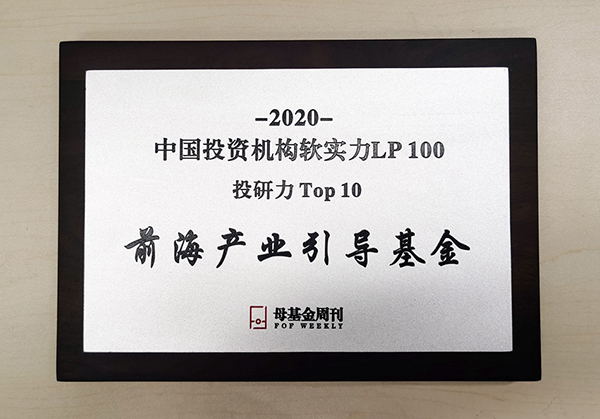 –2020–
中国投资机构软实力LP 100
投研力 Top 10
前海产业引导基金
母基金周刊
FOF WEEKLY